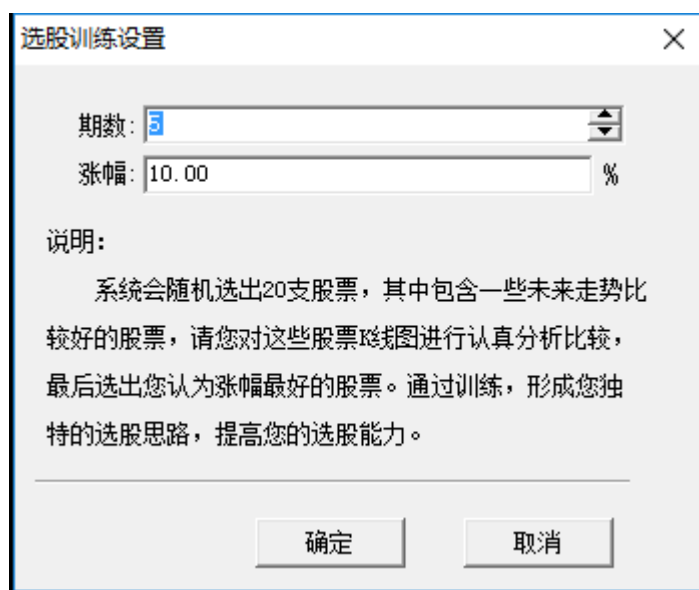 选股训练设置
期数: 5
涨幅: 10.00 %
说明:
系统会随机选出20支股票，其中包含一些未来走势比
较好的股票，请您对这些股票K线图进行认真分析比较，
最后选出您认为涨幅最好的股票。通过训练，形成您独
特的选股思路，提高您的选股能力。
确定 取消